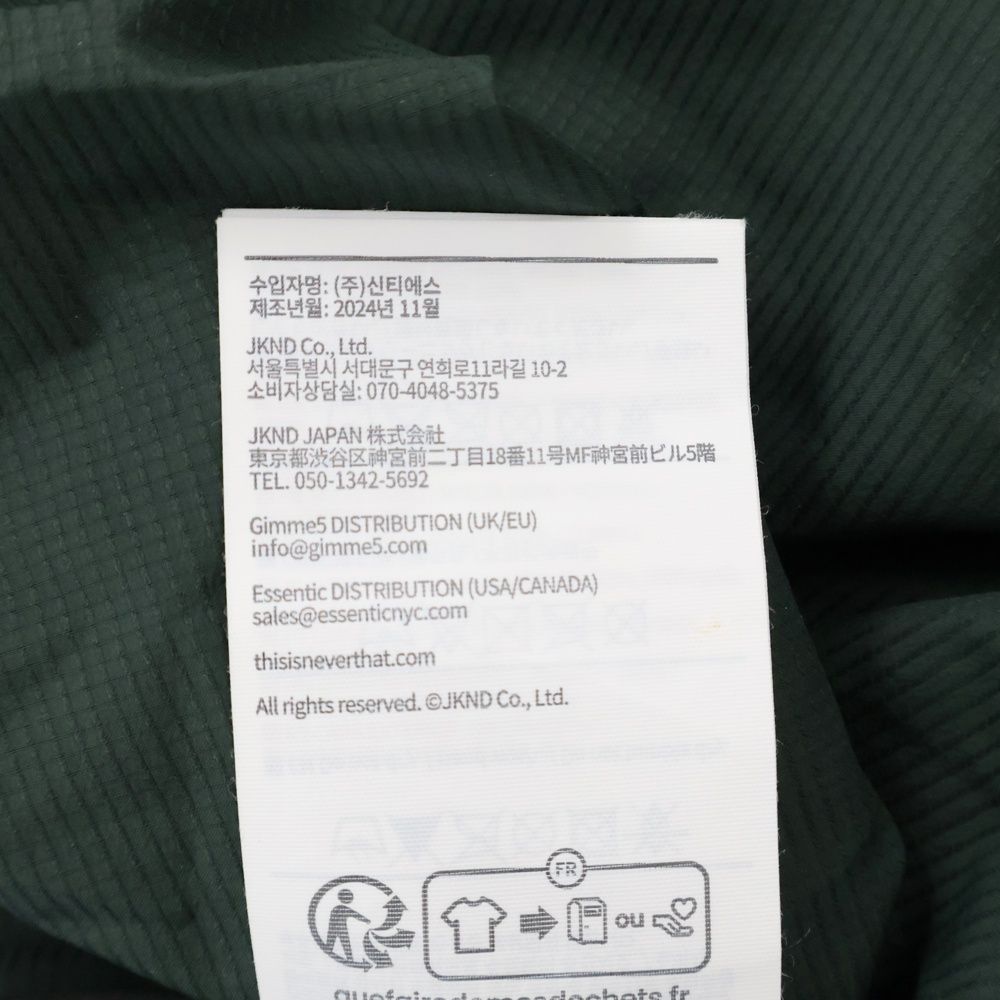 수입자명: (주)신티에스
제조년월: 2024년 11월
JKND Co., Ltd.
서울특별시 서대문구 연희로11라길 10-2
소비자상담실: 070-4048-5375
JKND JAPAN 株式会社
東京都渋谷区神宮前二丁目18番11号MF神宮前ビル5階
TEL. 050-1342-5692
Gimme5 DISTRIBUTION (UK/EU)
info@gimme5.com
Essentic DISTRIBUTION (USA/CANADA)
sales@essenticnyc.com
thisisneverthat.com
All rights reserved. ©JKND Co., Ltd.
FR
ou
quefairedemesdechets.fr